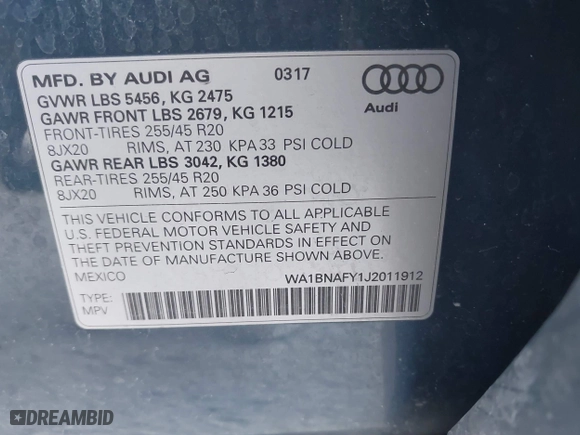 MFD. BY AUDI AG 0317
GVWR LBS 5456, KG 2475
GAWR FRONT LBS 2679, KG 1215
FRONT-TIRES 255/45 R20
8JX20 RIMS, AT 230 KPA 33 PSI COLD
GAWR REAR LBS 3042, KG 1380
REAR-TIRES 255/45 R20
8JX20 RIMS, AT 250 KPA 36 PSI COLD
Audi
THIS VEHICLE CONFORMS TO ALL APPLICABLE
U.S. FEDERAL MOTOR VEHICLE SAFETY AND
THEFT PREVENTION STANDARDS IN EFFECT ON
THE DATE OF MANUFACTURE SHOWN ABOVE.
MEXICO WA1BNAFY1J2011912
TYPE:
MPV
DREAMBID